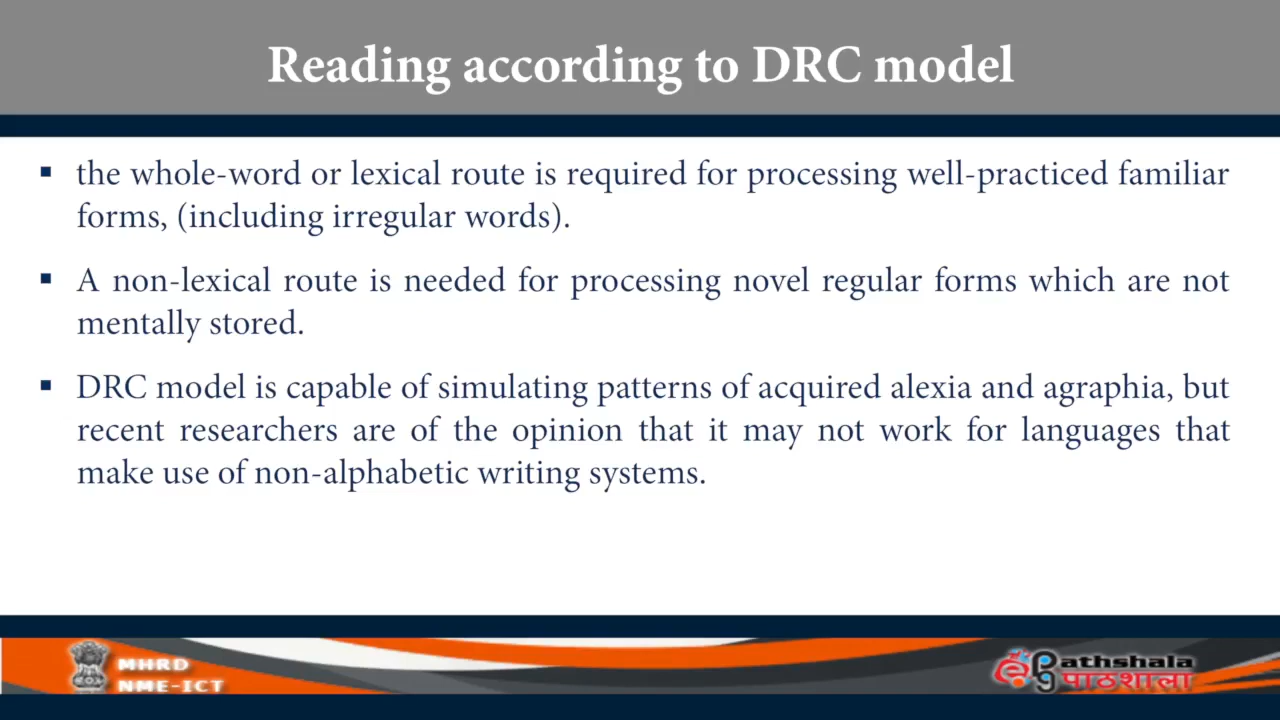 Reading according to DRC model
▪ the whole-word or lexical route is required for processing well-practiced familiar
forms, (including irregular words).
▪ A non-lexical route is needed for processing novel regular forms which are not
mentally stored.
▪ DRC model is capable of simulating patterns of acquired alexia and agraphia, but
recent researchers are of the opinion that it may not work for languages that
make use of non-alphabetic writing systems.
MHRD
NME-ICT
Pathshala
पाठशाला